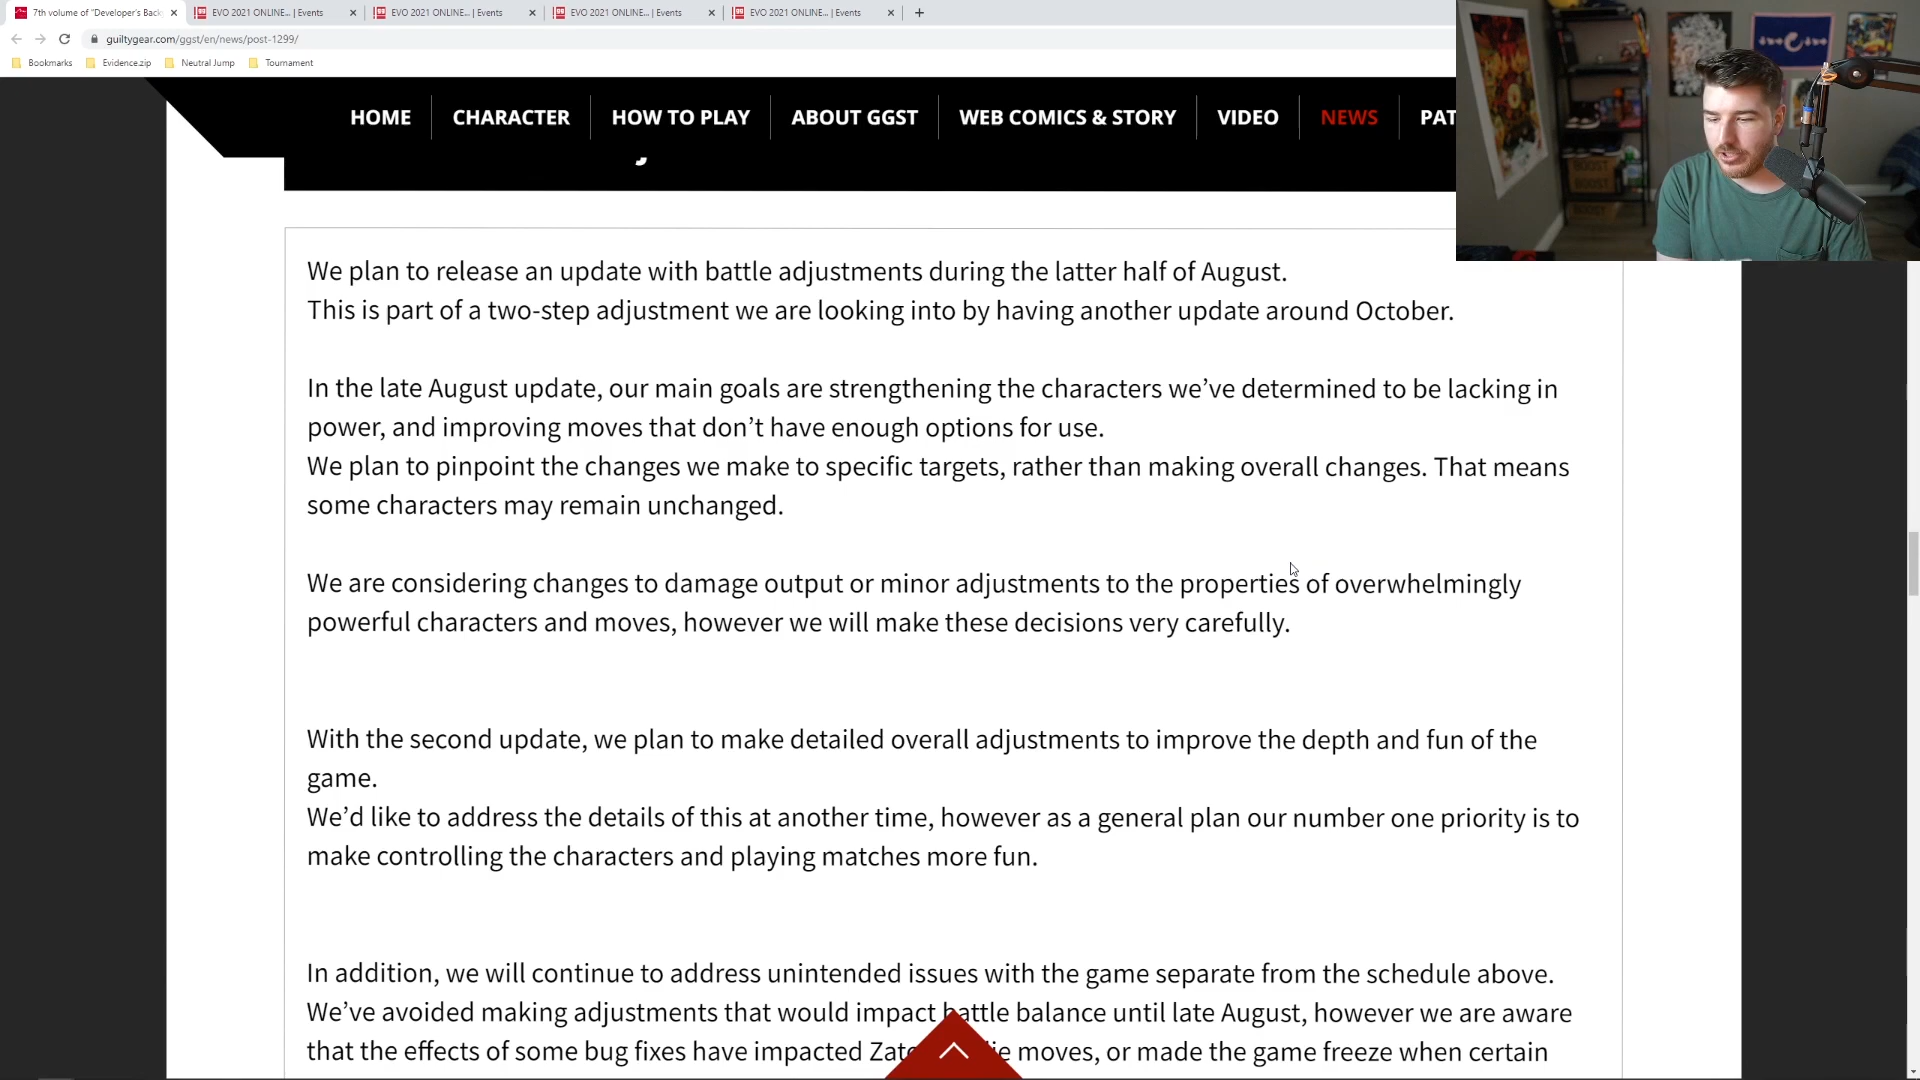 7th volume of "Developer's Back
EVO 2021 ONLINE... | Events
EVO 2021 ONLINE... | Events
EVO 2021 ONLINE... | Events
EVO 2021 ONLINE... | Events
guiltygear.com/ggst/en/news/post-1299/
Bookmarks Evidence.zip Neutral Jump Tournament
HOME CHARACTER HOW TO PLAY ABOUT GGST WEB COMICS & STORY VIDEO NEWS PAT
We plan to release an update with battle adjustments during the latter half of August.
This is part of a two-step adjustment we are looking into by having another update around October.
In the late August update, our main goals are strengthening the characters we've determined to be lacking in
power, and improving moves that don't have enough options for use.
We plan to pinpoint the changes we make to specific targets, rather than making overall changes. That means
some characters may remain unchanged.
We are considering changes to damage output or minor adjustments to the properties of overwhelmingly
powerful characters and moves, however we will make these decisions very carefully.
With the second update, we plan to make detailed overall adjustments to improve the depth and fun of the
game.
We'd like to address the details of this at another time, however as a general plan our number one priority is to
make controlling the characters and playing matches more fun.
In addition, we will continue to address unintended issues with the game separate from the schedule above.
We've avoided making adjustments that would impact battle balance until late August, however we are aware
that the effects of some bug fixes have impacted moves, or made the game freeze when certain